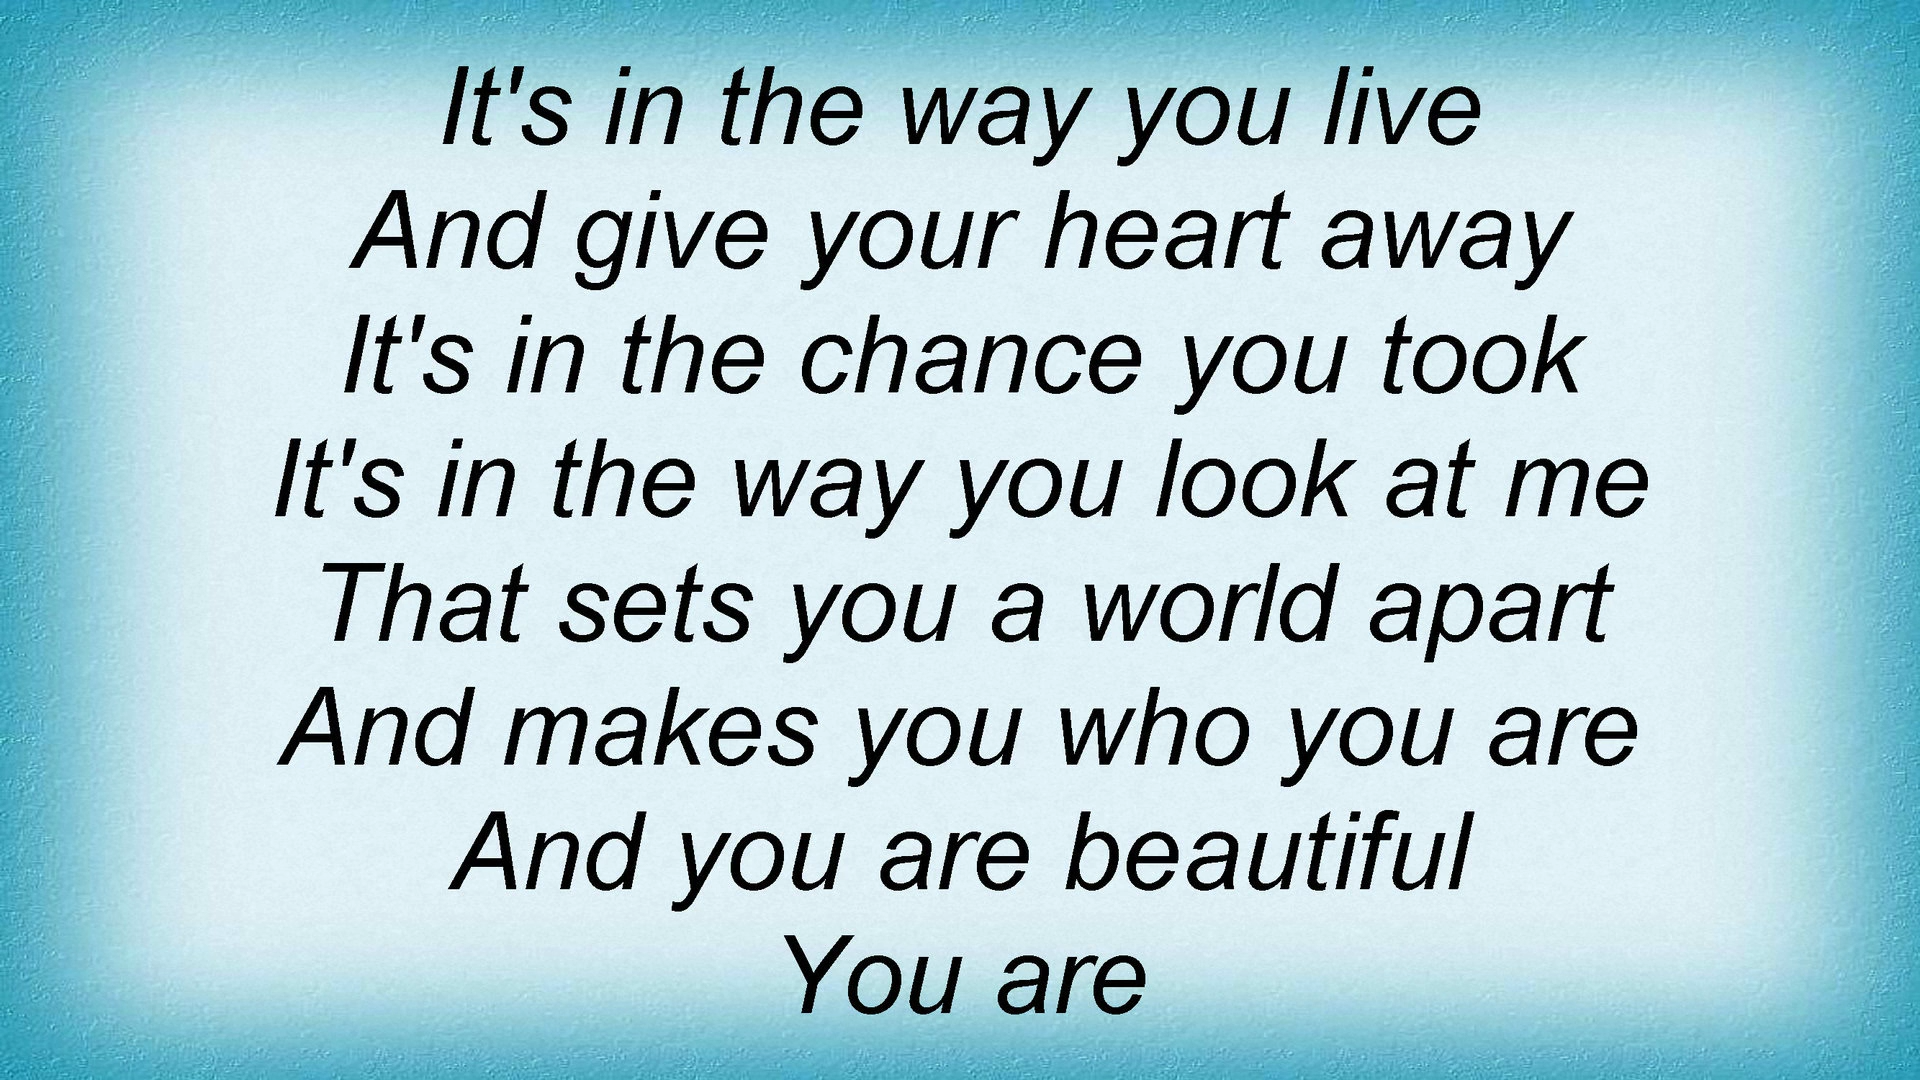 It's in the way you live
And give your heart away
It's in the chance you took
It's in the way you look at me
That sets you a world apart
And makes you who you are
And you are beautiful
You are